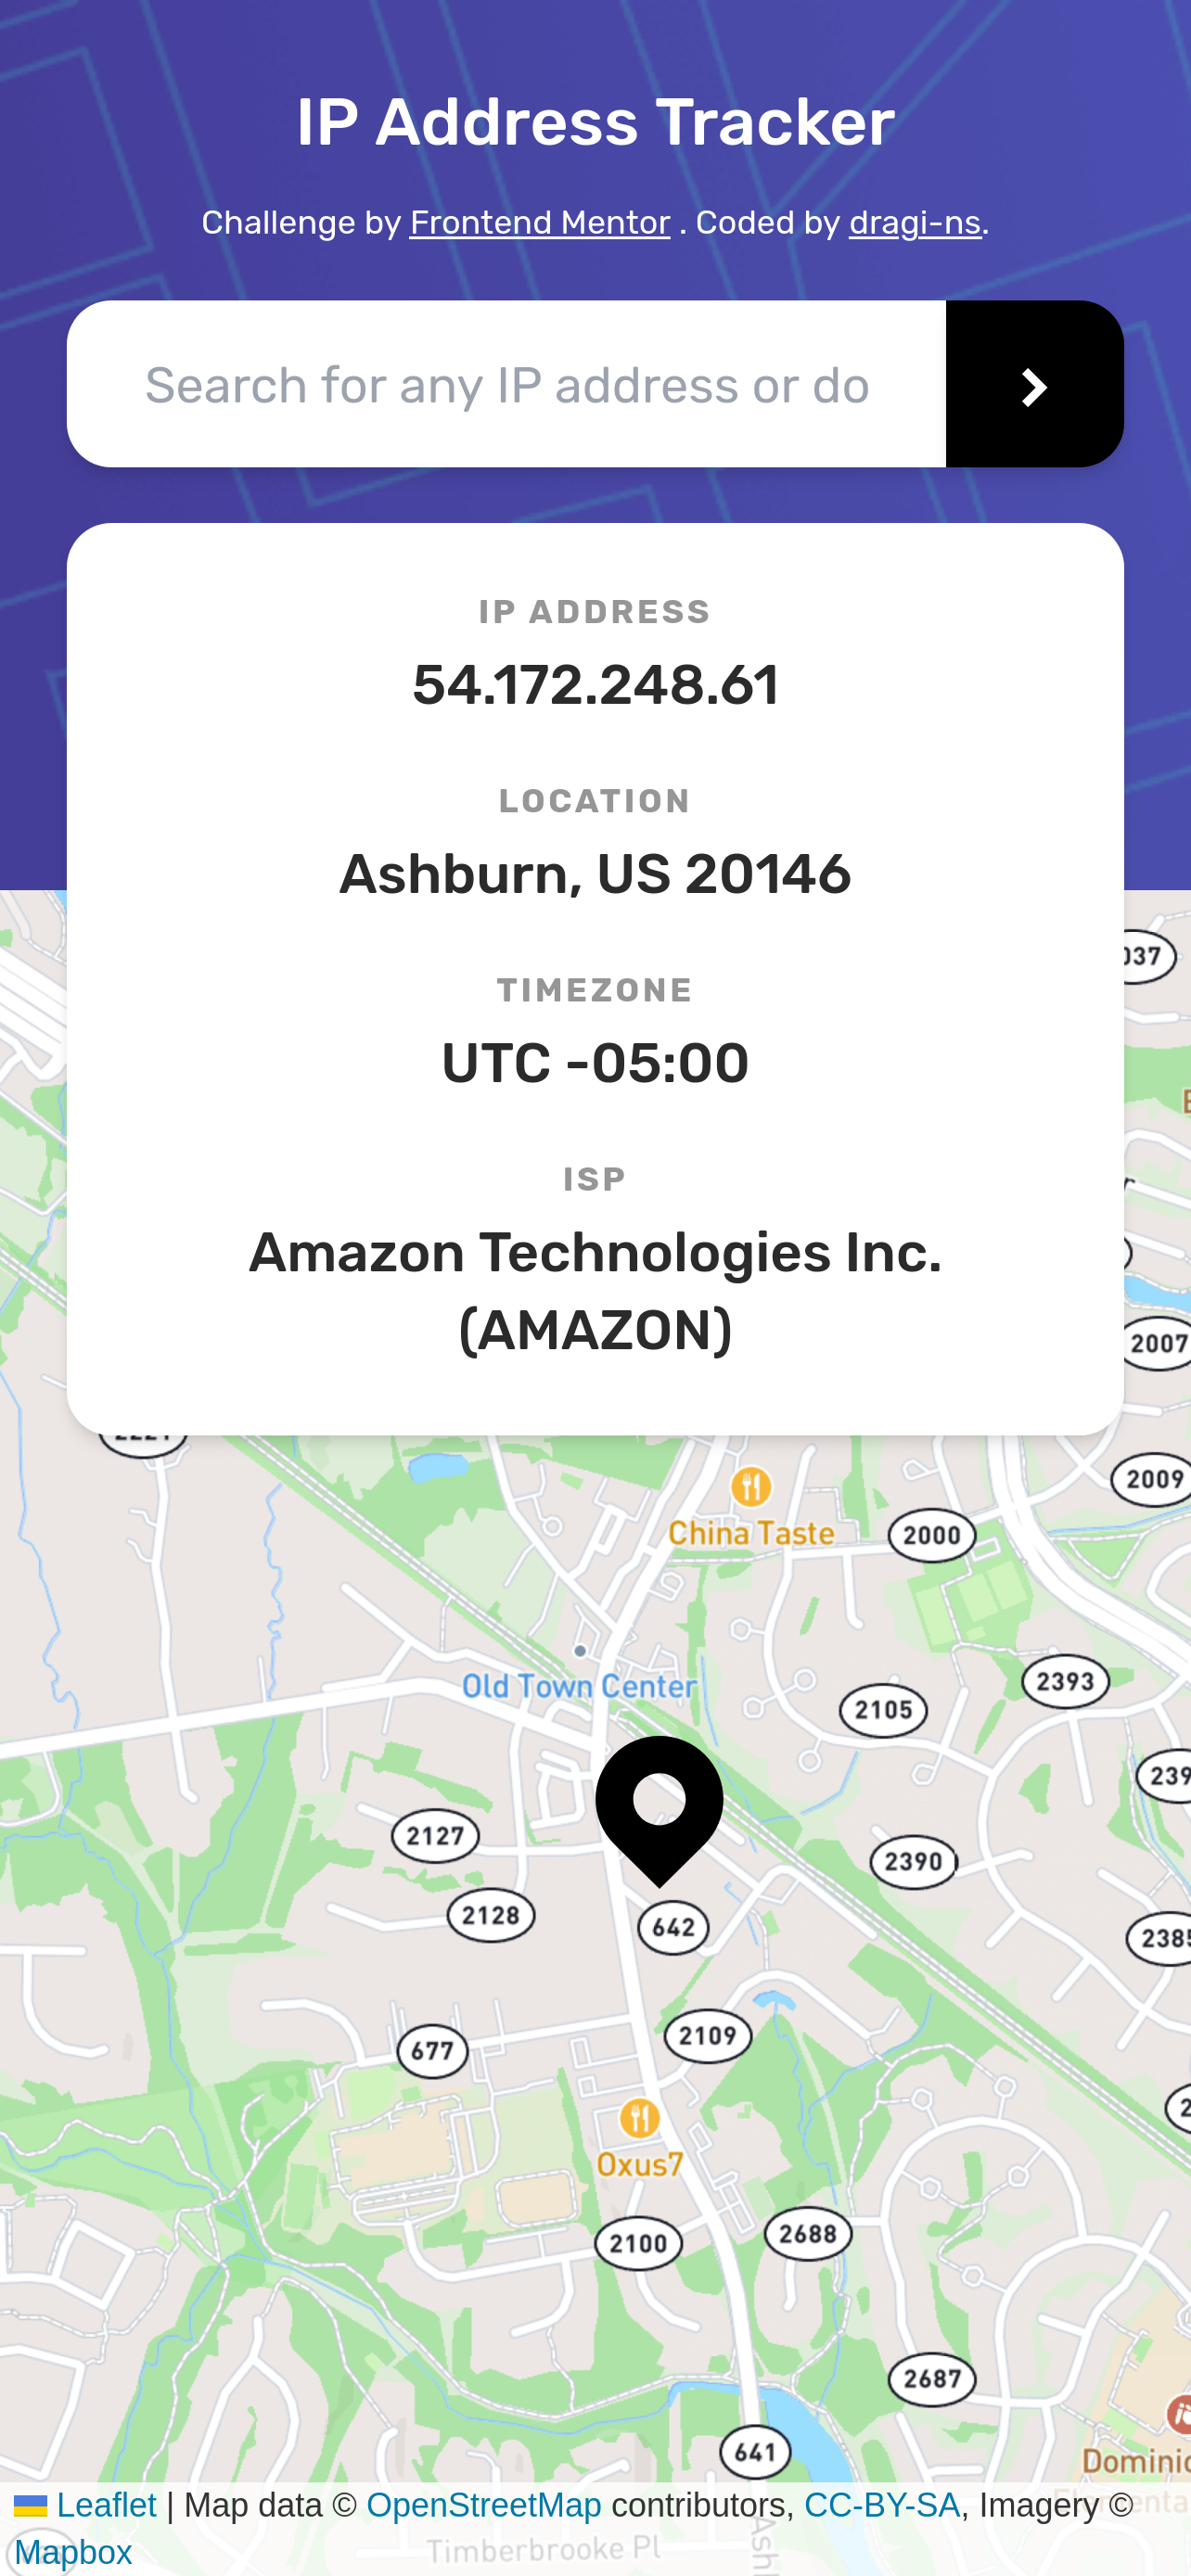 IP Address Tracker
Challenge by Frontend Mentor . Coded by dragi-ns.
Search for any IP address or do
IP ADDRESS
54.172.248.61
LOCATION
Ashburn, US 20146
TIMEZONE
UTC -05:00
ISP
Amazon Technologies Inc.
(AMAZON)
2007
2009
China Taste
2000
Old Town Center
2393
2105
2127
2390
2128
642
2109
677
Oxus7
2688
2100
2687
641
Leaflet | Map data © OpenStreetMap contributors, CC-BY-SA, Imagery ©
Mapbox
Timberbrooke Pl